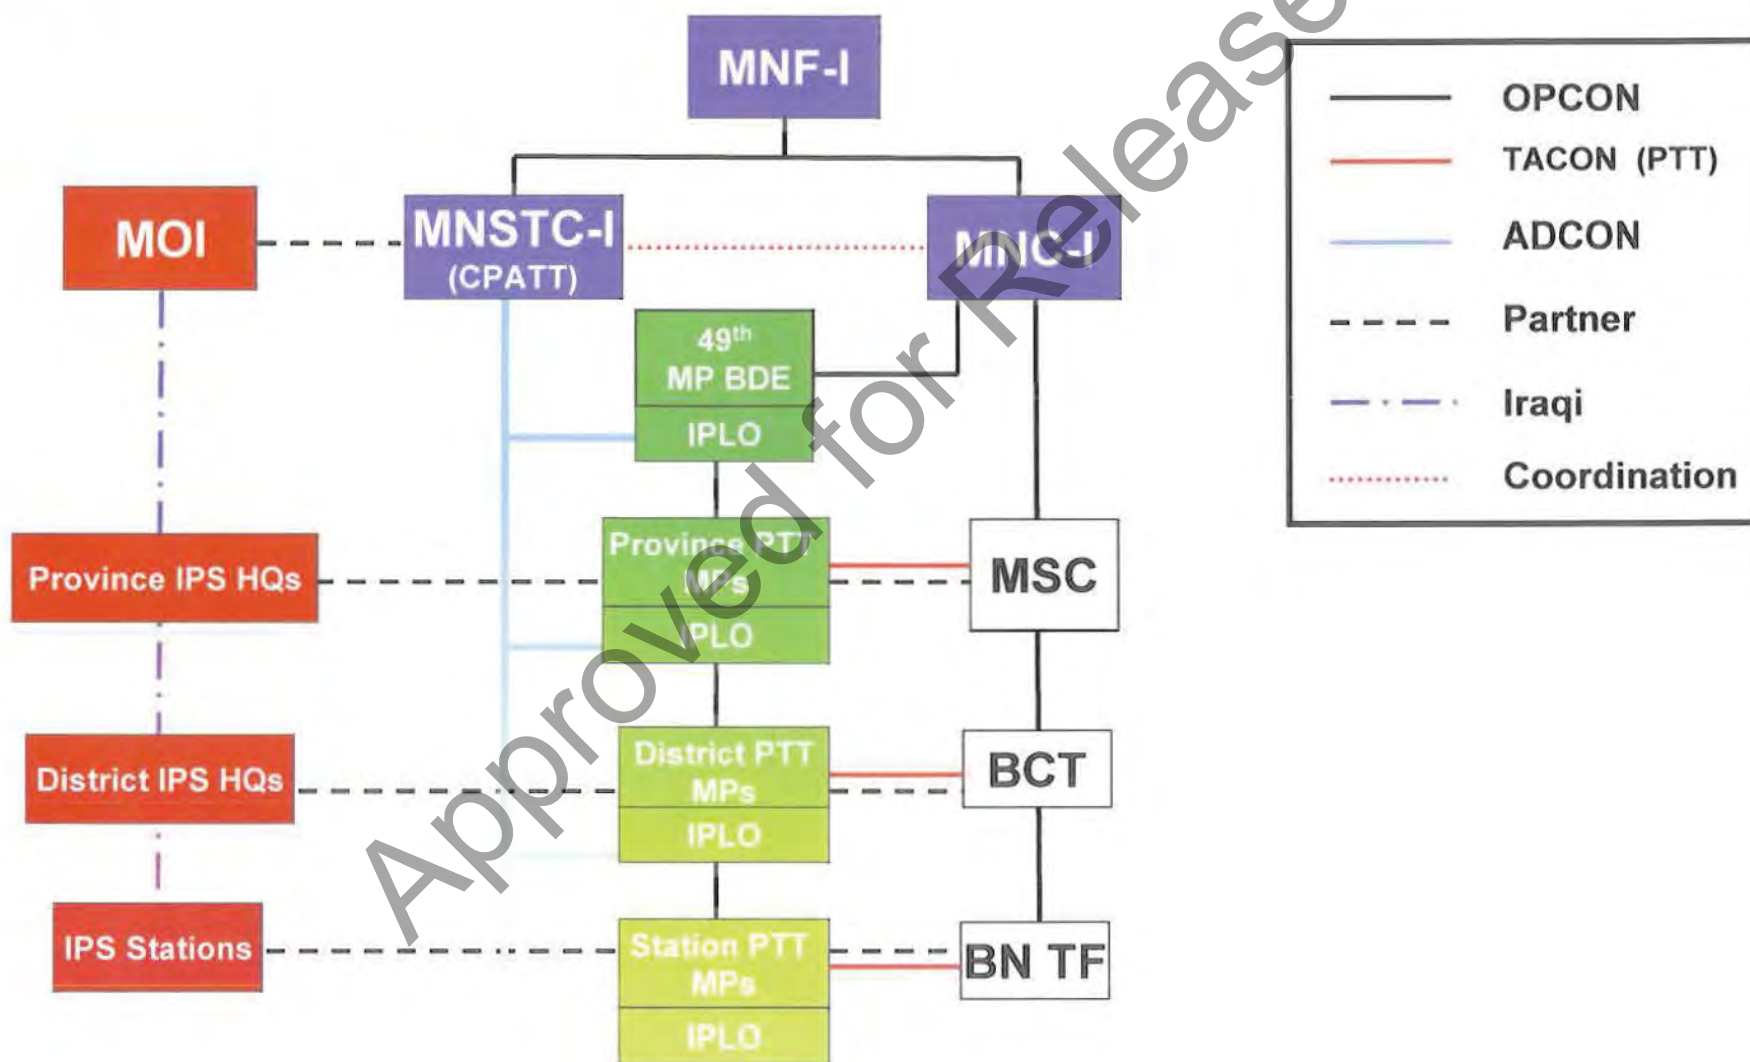 MNF-I
MOI
MNSTC-I
(CPATT)
MNC-I
49th
MP BDE
IPLO
Province PTT
MPs
IPLO
MSC
Province IPS HQs
District PTT
MPs
IPLO
BCT
District IPS HQs
Station PTT
MPs
IPLO
BN TF
IPS Stations
OPCON
TACON (PTT)
ADCON
Partner
Iraqi
Coordination
Approved for Release